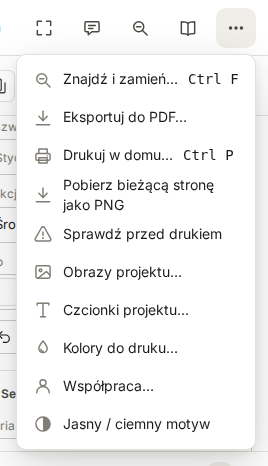 Znajdź i zamień... Ctrl F
Eksportuj do PDF...
Drukuj w domu... Ctrl P
Pobierz bieżącą stronę
jako PNG
Sprawdź przed drukiem
Obrazy projektu...
Czcionki projektu...
Kolory do druku...
Współpraca...
Jasny / ciemny motyw